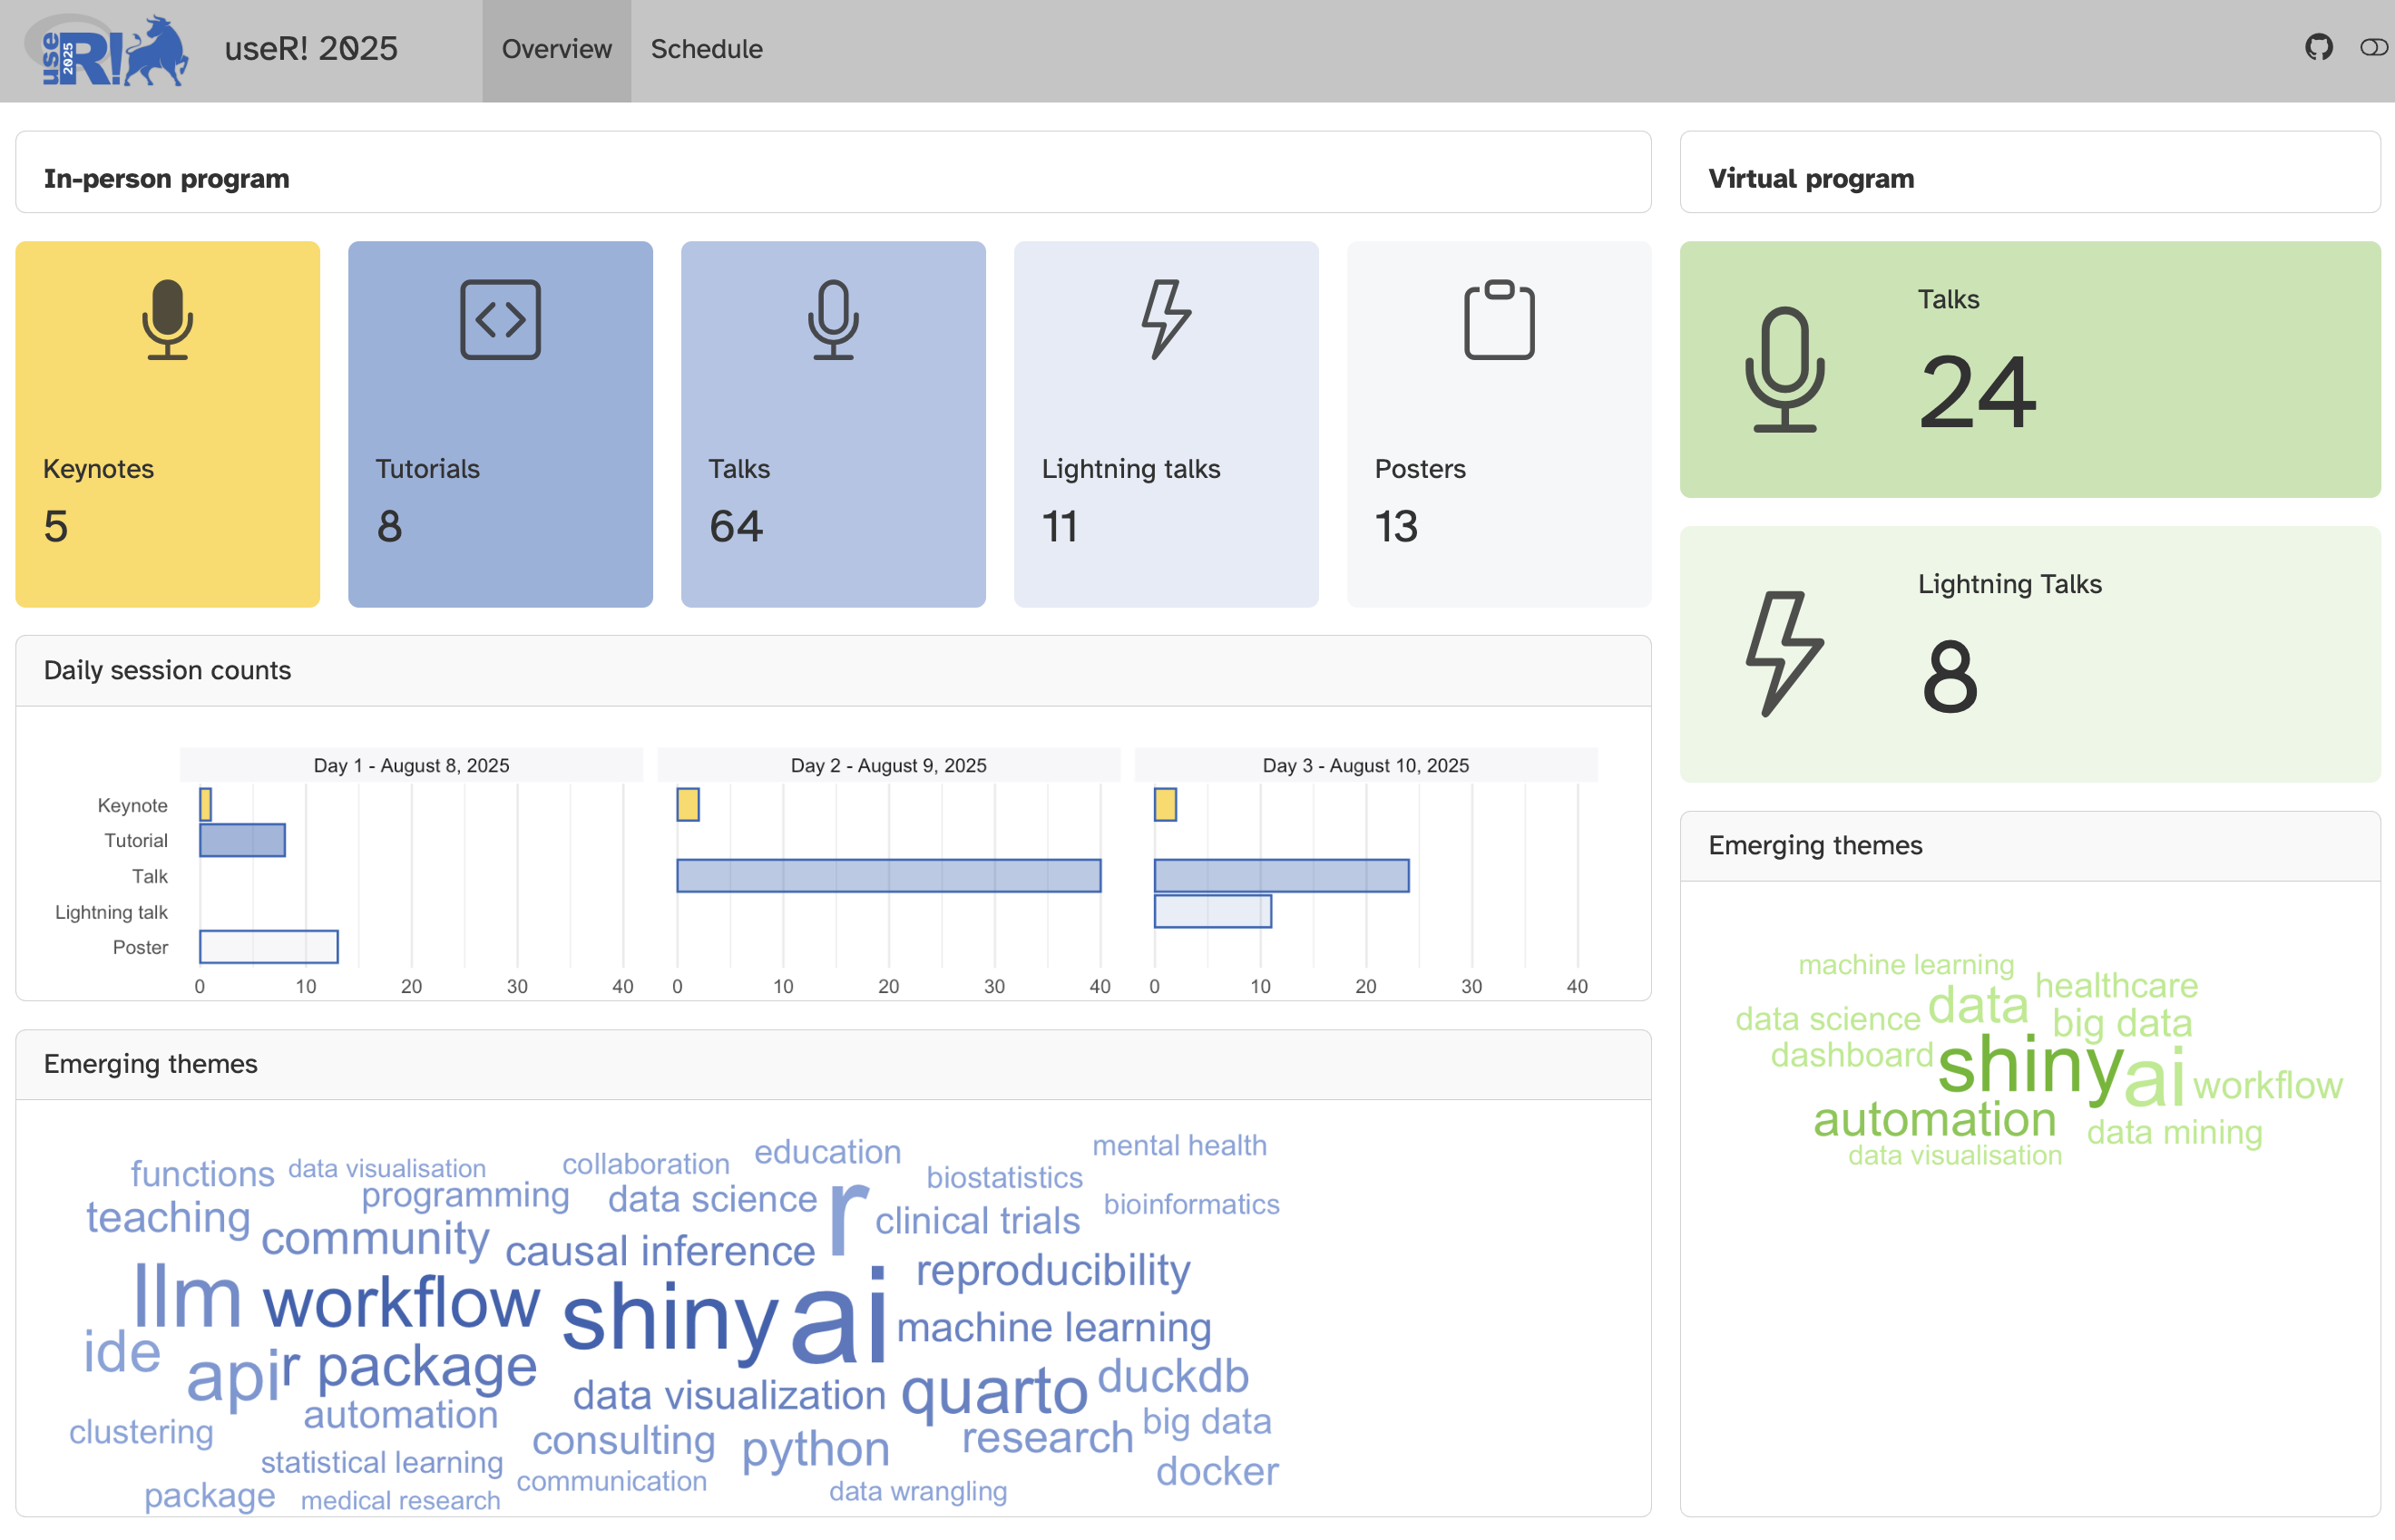 use
2025
R!
useR! 2025
Overview
Schedule
In-person program
Keynotes
5
Tutorials
8
Talks
64
Lightning talks
11
Posters
13
Daily session counts
Day 1 - August 8, 2025
Day 2 - August 9, 2025
Day 3 - August 10, 2025
Keynote
Tutorial
Talk
Lightning talk
Poster
0 10 20 30 40
0 10 20 30 40
0 10 20 30 40
Emerging themes
mental health
education
collaboration
data visualisation
functions
biostatistics
programming
data science
r
clinical trials
bioinformatics
teaching
community
causal inference
reproducibility
llm
workflow
shiny
ai
machine learning
ide
api
r package
data visualization
quarto
duckdb
automation
big data
clustering
consulting
python
research
statistical learning
communication
docker
package
medical research
data wrangling
Virtual program
Talks
24
Lightning Talks
8
Emerging themes
machine learning
healthcare
data
data science
big data
dashboard
shiny
ai
workflow
automation
data mining
data visualisation